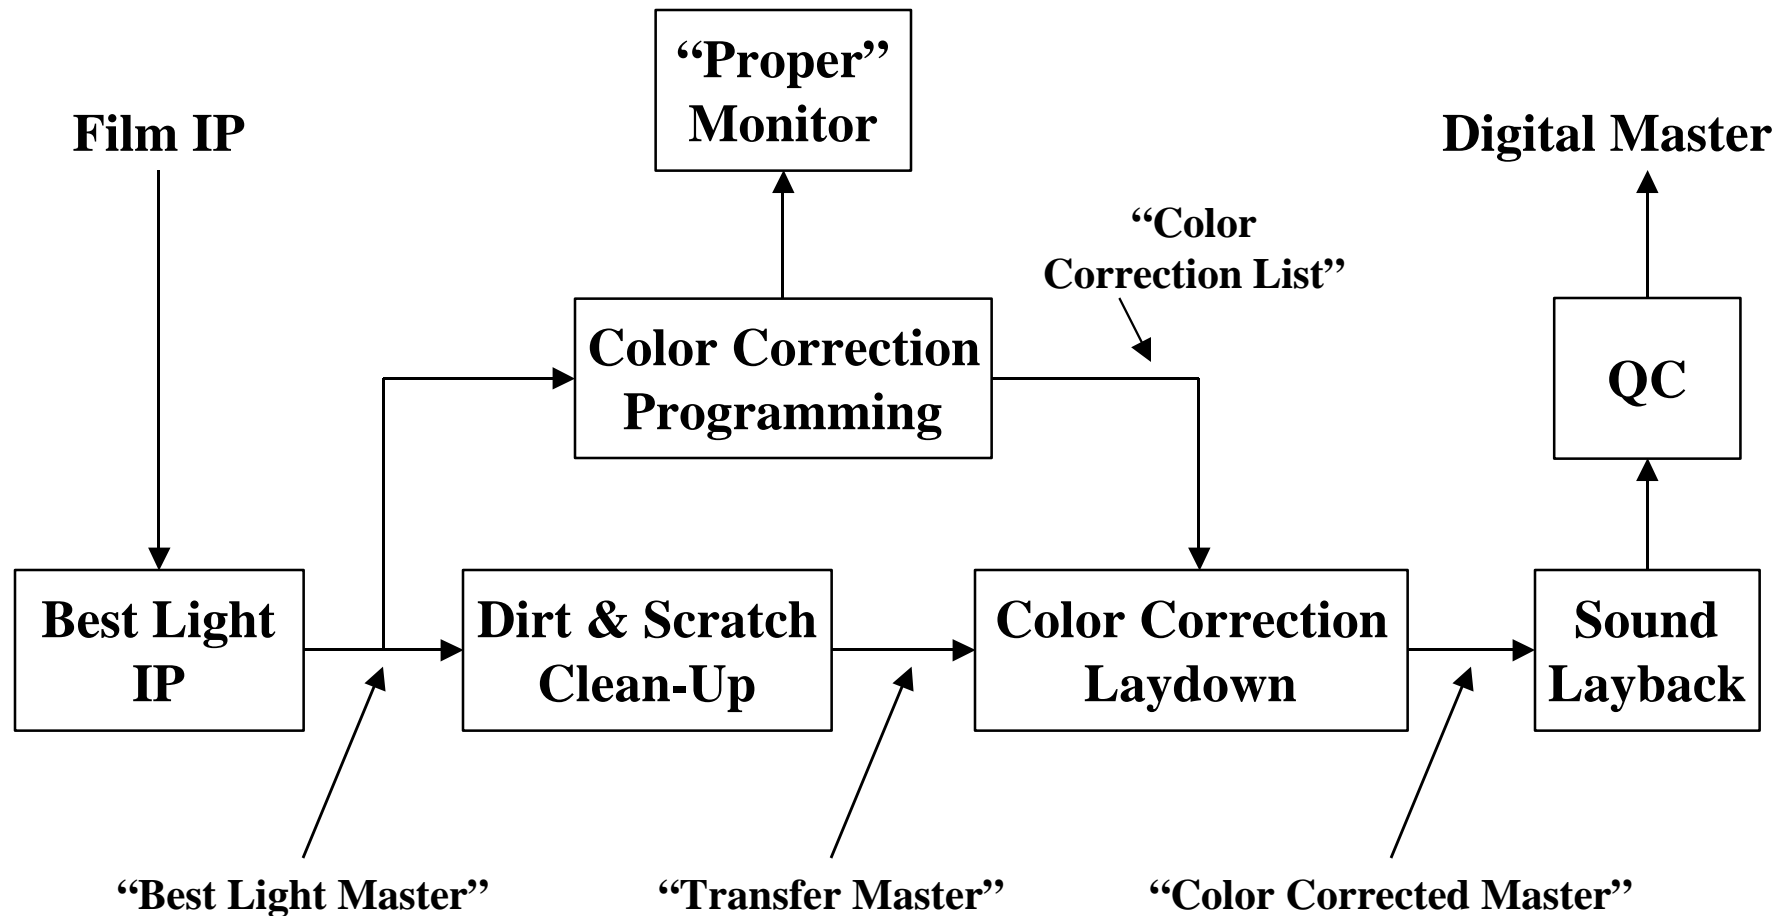 “Proper”
Monitor
Film IP
Digital Master
“Color
Correction List”
Color Correction
Programming
QC
Best Light
IP
Dirt & Scratch
Clean-Up
Color Correction
Laydown
Sound
Layback
“Best Light Master”
“Transfer Master”
“Color Corrected Master”